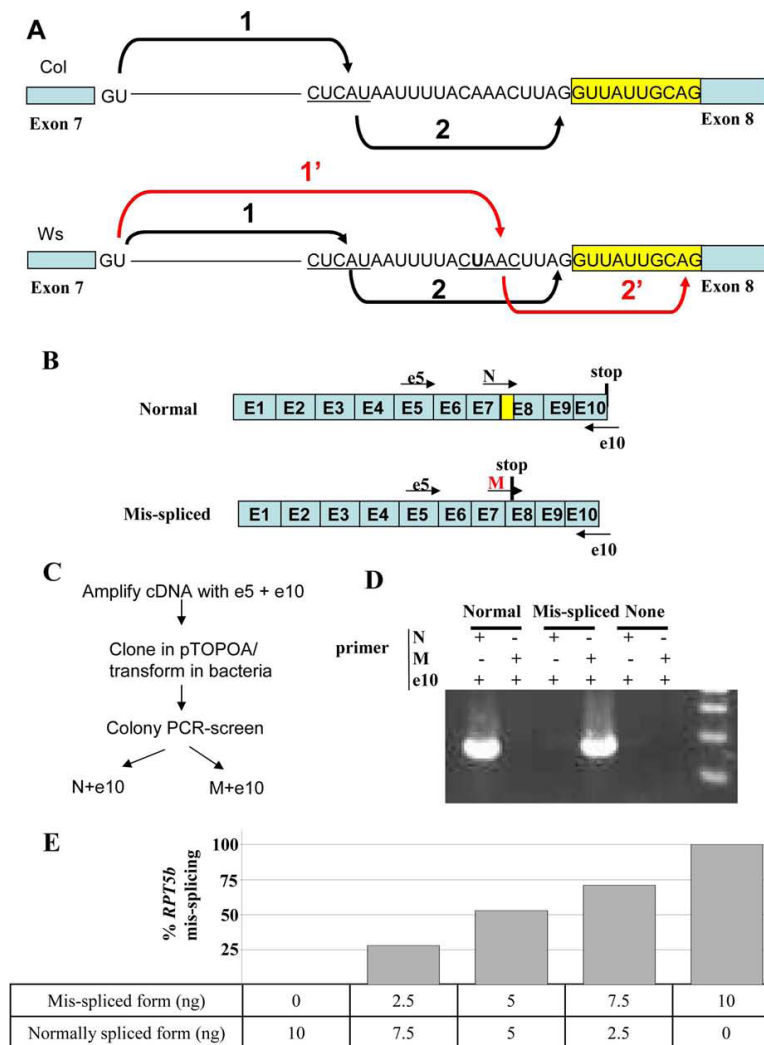 A
1
Col
GU
CUCAUAAUUUUACAAACUUAGGUUAUUGCAG
Exon 7
2
Exon 8
1'
1
Ws
GU
CUCAUAAUUUUACUAACUUAGGUUAUUGCAG
Exon 7
2
2'
Exon 8
B
e5
N
stop
Normal
E1 E2 E3 E4 E5 E6 E7 E8 E9 E10
e10
stop
e5
M
Mis-spliced
E1 E2 E3 E4 E5 E6 E7 E8 E9 E10
e10
C
Amplify cDNA with e5 + e10
Clone in pTOPOA/
transform in bacteria
Colony PCR-screen
N+e10 M+e10
D
Normal Mis-spliced None
primer
N + - + - + -
M - + - + - +
e10 + + + + + +
E
% RPT5b
mis-splicing
100
75
50
25
Mis-spliced form (ng) 0 2.5 5 7.5 10
Normally spliced form (ng) 10 7.5 5 2.5 0